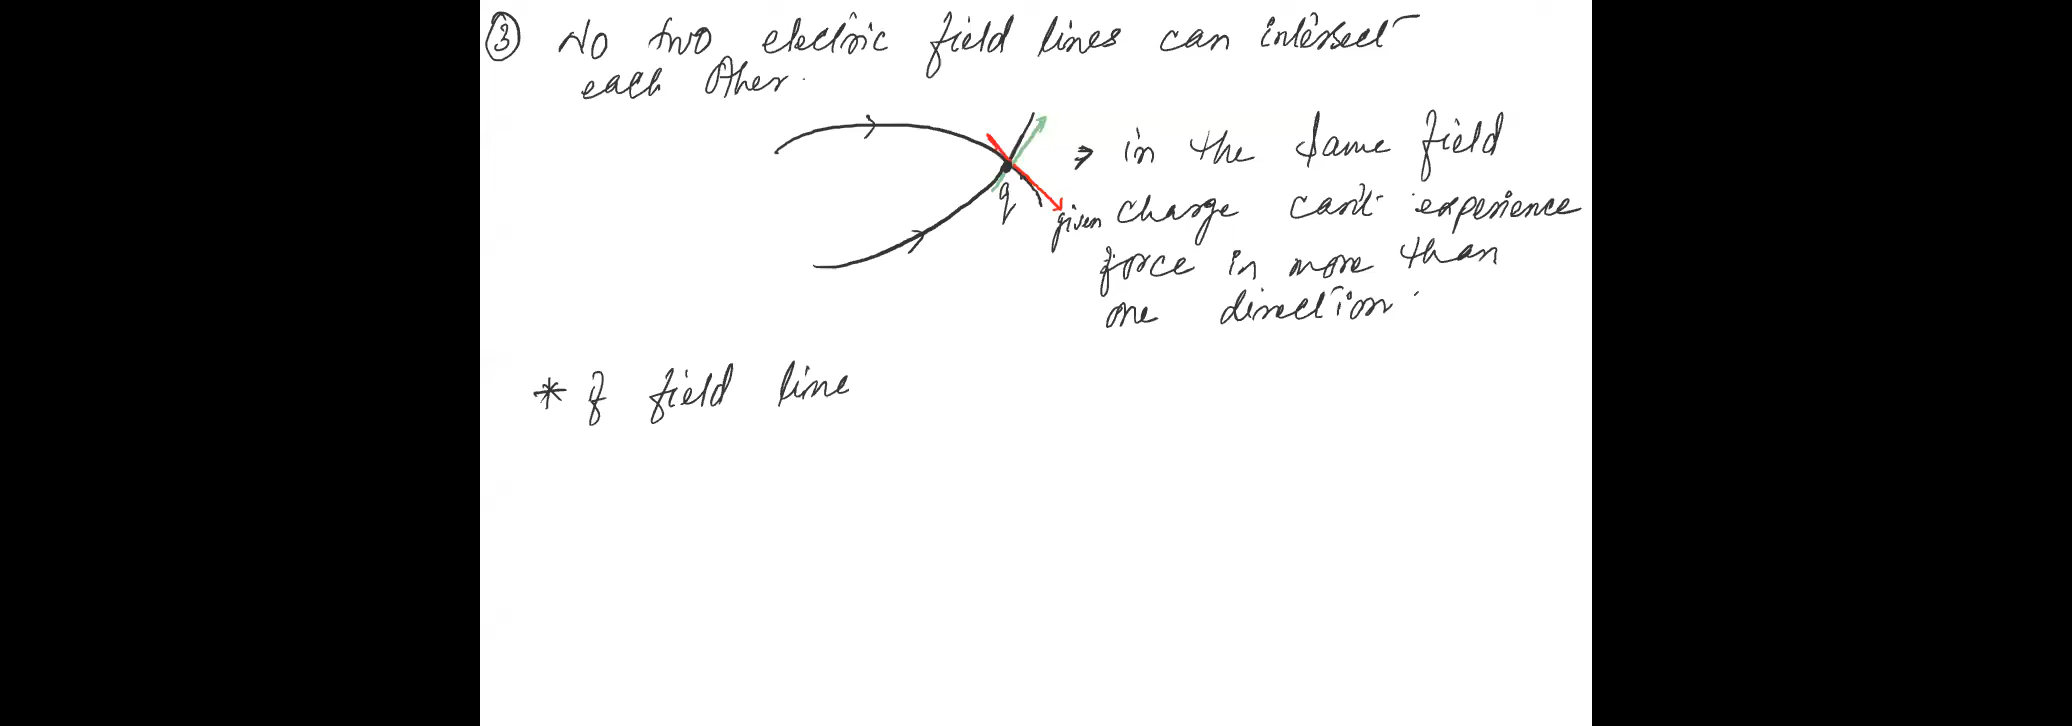 ③ No two electric field lines can intersect
each other.
⇒ in the same field
q
given charge can't experience
force in more than
one direction.
* if field line